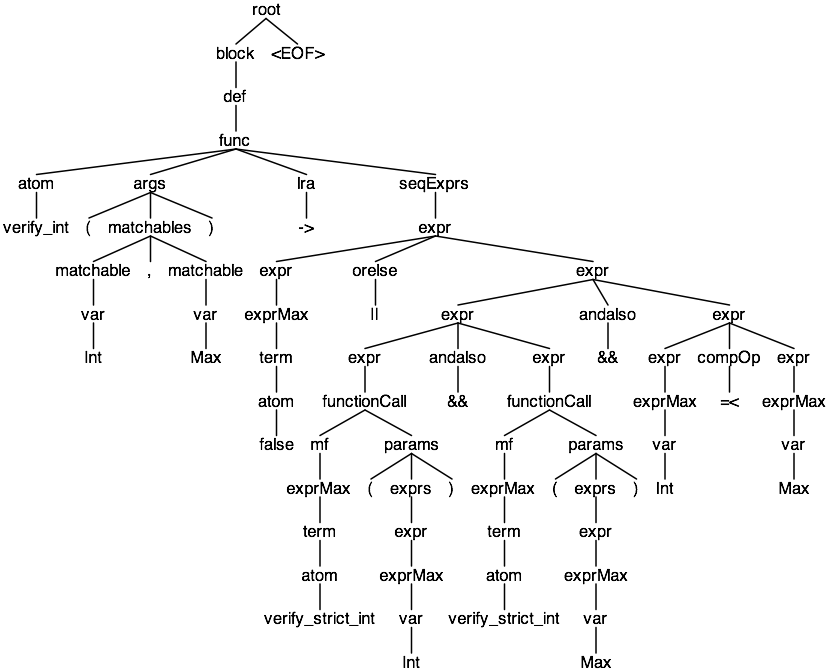 root
block <EOF>
def
func
atom args lra seqExprs
verify_int ( matchables ) -> expr
matchable , matchable expr orelse expr
var var exprMax || expr andalso expr
Int Max term expr andalso expr && expr compOp expr
atom functionCall && functionCall exprMax =< exprMax
false mf params mf params var var
exprMax ( exprs ) exprMax ( exprs ) Int Max
term expr term expr
atom exprMax atom exprMax
verify_strict_int var verify_strict_int var
Int Max